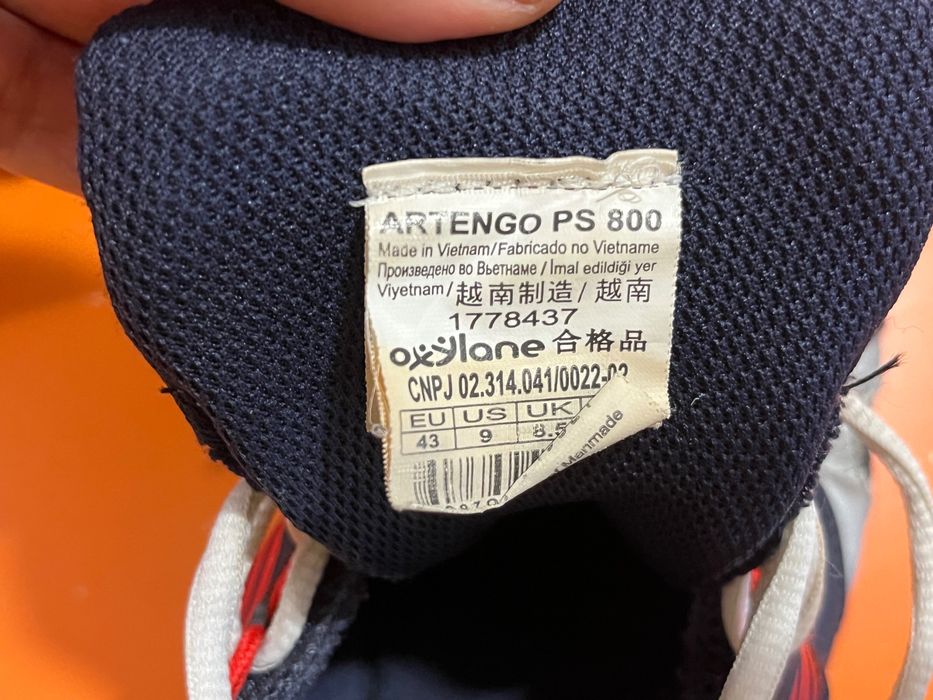 ARTENGO PS 800
Made in Vietnam/Fabricado no Vietname
Произведено во Вьетнаме / İmal edildiği yer
Viyetnam / 越南制造 / 越南
1778437
oxylane 合格品
CNPJ 02.314.041/0022-02
EU US UK
43 9 8.5
Manmade